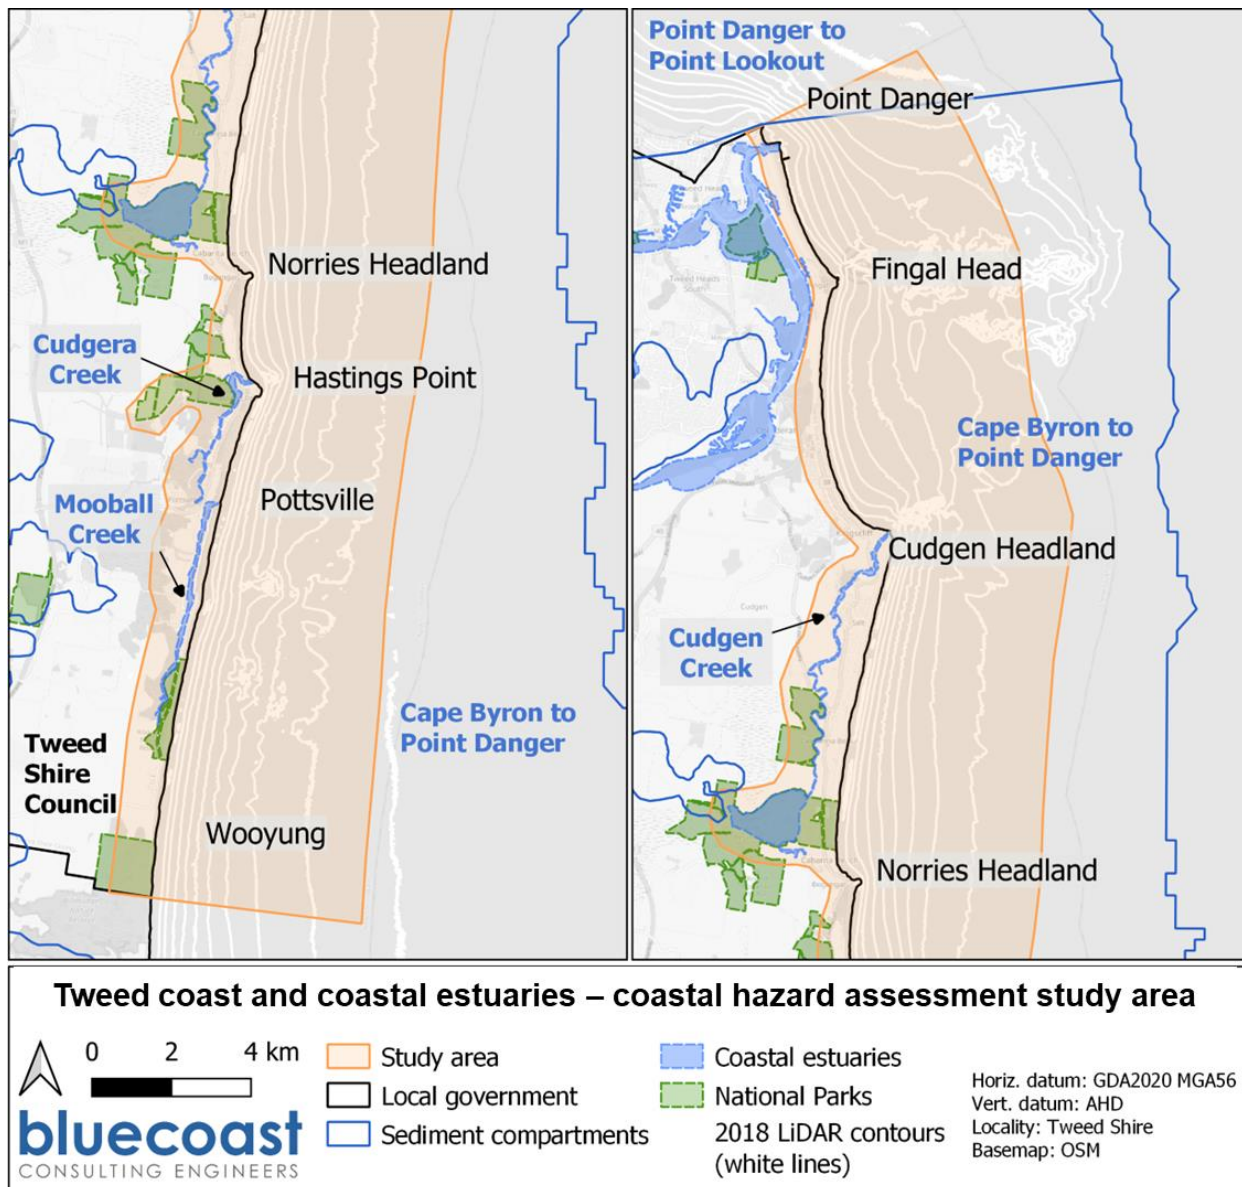 Norries Headland
Cudgera
Creek
Hastings Point
Pottsville
Mooball
Creek
Cape Byron to
Point Danger
Tweed
Shire
Council
Wooyung
Point Danger to
Point Lookout
Point Danger
Fingal Head
Cape Byron to
Point Danger
Cudgen Headland
Cudgen
Creek
Norries Headland
Tweed coast and coastal estuaries – coastal hazard assessment study area
0 2 4 km
Study area
Local government
Sediment compartments
Coastal estuaries
National Parks
2018 LiDAR contours
(white lines)
Horiz. datum: GDA2020 MGA56
Vert. datum: AHD
Locality: Tweed Shire
Basemap: OSM
bluecoast
CONSULTING ENGINEERS